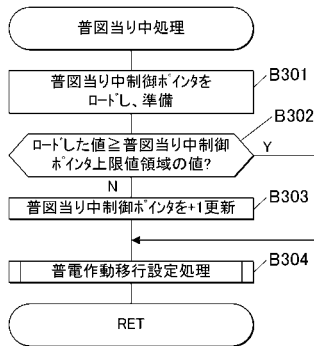 普図当り中処理
普図当り中制御ﾎﾟｲﾝﾀを
ﾛｰﾄﾞし、準備
B301
ﾛｰﾄﾞした値≧普図当り中制御
ﾎﾟｲﾝﾀ上限値領域の値?
B302
Y
N
普図当り中制御ﾎﾟｲﾝﾀを+1更新
B303
普電作動移行設定処理
B304
RET